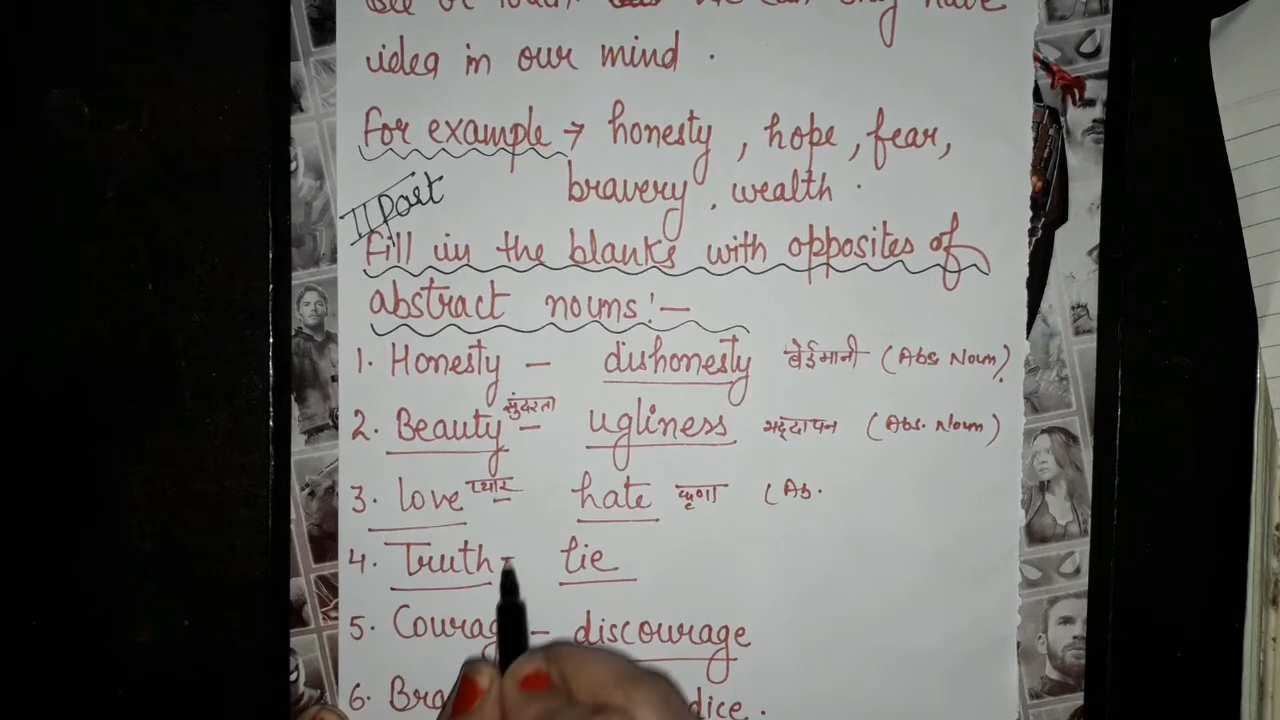 idea in our mind .
for example → honesty , hope , fear,
bravery , wealth .
II Part
Fill in the blanks with opposites of
abstract nouns :-
1. Honesty - dishonesty बेईमानी (Abs Noun).
2. Beauty सुंदरता - ugliness भद्दापन (Abs. Noun)
3. love प्यार - hate घृणा (Ab.
4. Truth - lie
5. Courag - discourage
6. Bra dice .